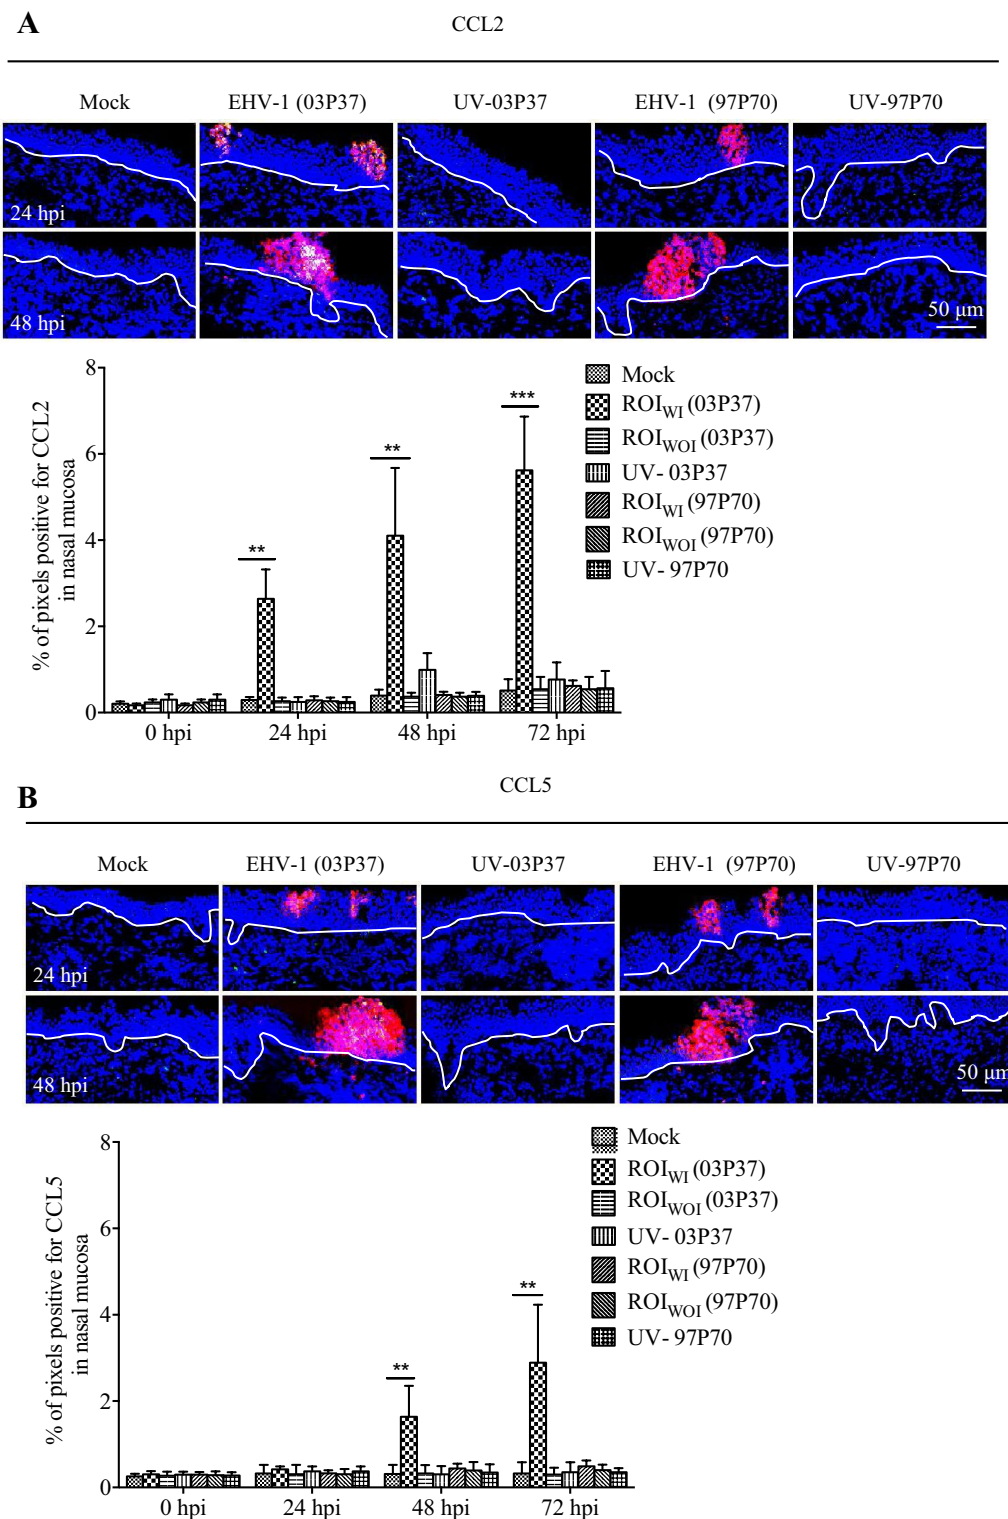 A
CCL2
Mock EHV-1 (03P37) UV-03P37 EHV-1 (97P70) UV-97P70
24 hpi
48 hpi
50 µm
% of pixels positive for CCL2
in nasal mucosa
8
6
4
2
0
** ** ***
0 hpi 24 hpi 48 hpi 72 hpi
Mock
ROIWI (03P37)
ROIWOI (03P37)
UV- 03P37
ROIWI (97P70)
ROIWOI (97P70)
UV- 97P70
B
CCL5
Mock EHV-1 (03P37) UV-03P37 EHV-1 (97P70) UV-97P70
24 hpi
48 hpi
50 µm
% of pixels positive for CCL5
in nasal mucosa
8
6
4
2
0
** **
0 hpi 24 hpi 48 hpi 72 hpi
Mock
ROIWI (03P37)
ROIWOI (03P37)
UV- 03P37
ROIWI (97P70)
ROIWOI (97P70)
UV- 97P70